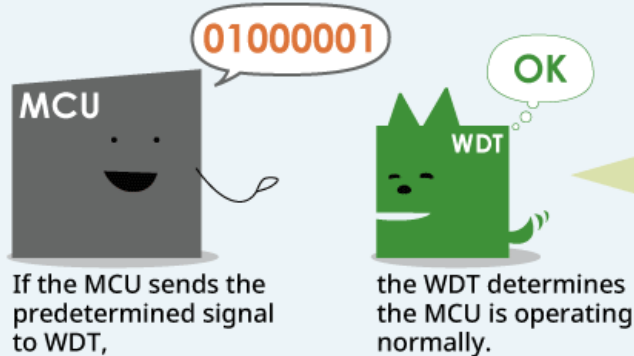 01000001
MCU
OK
WDT
If the MCU sends the
predetermined signal
to WDT,
the WDT determines
the MCU is operating
normally.